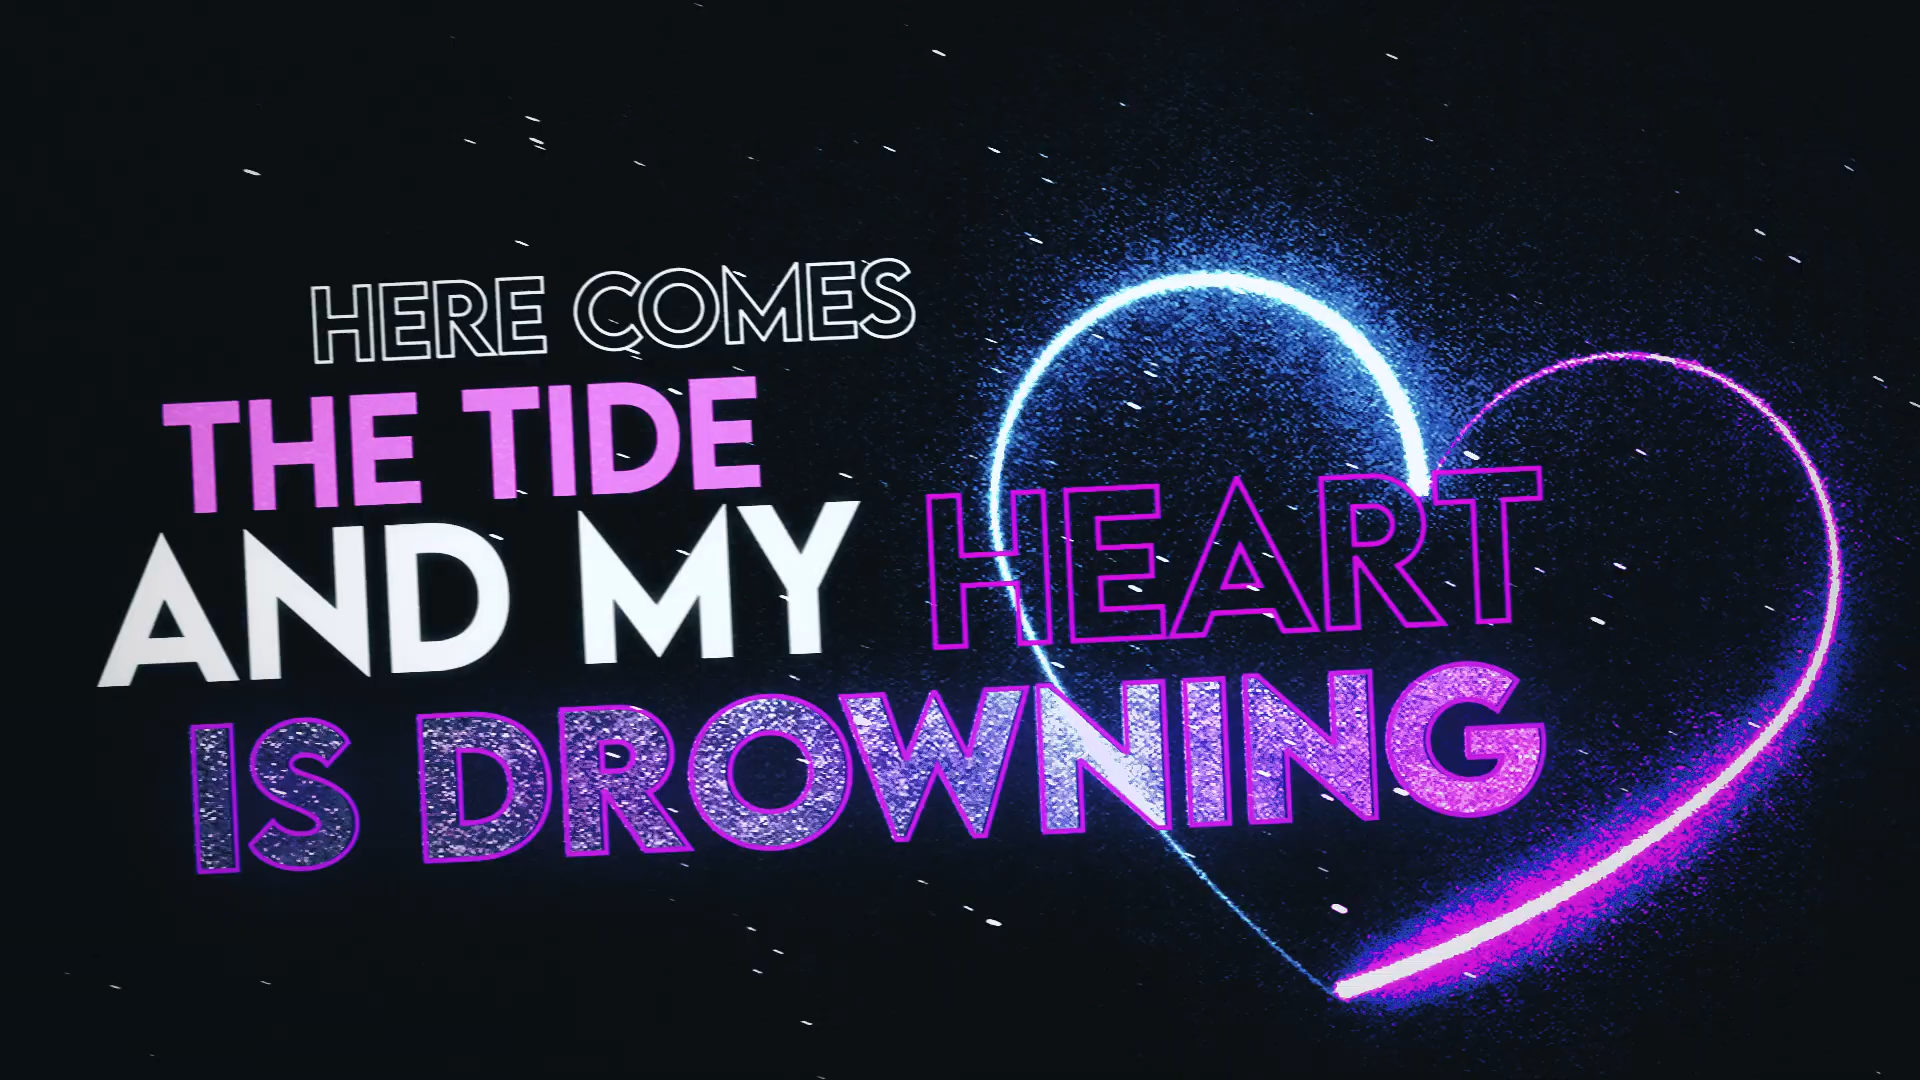 HERE COMES
THE TIDE
AND MY HEART
IS DROWNING